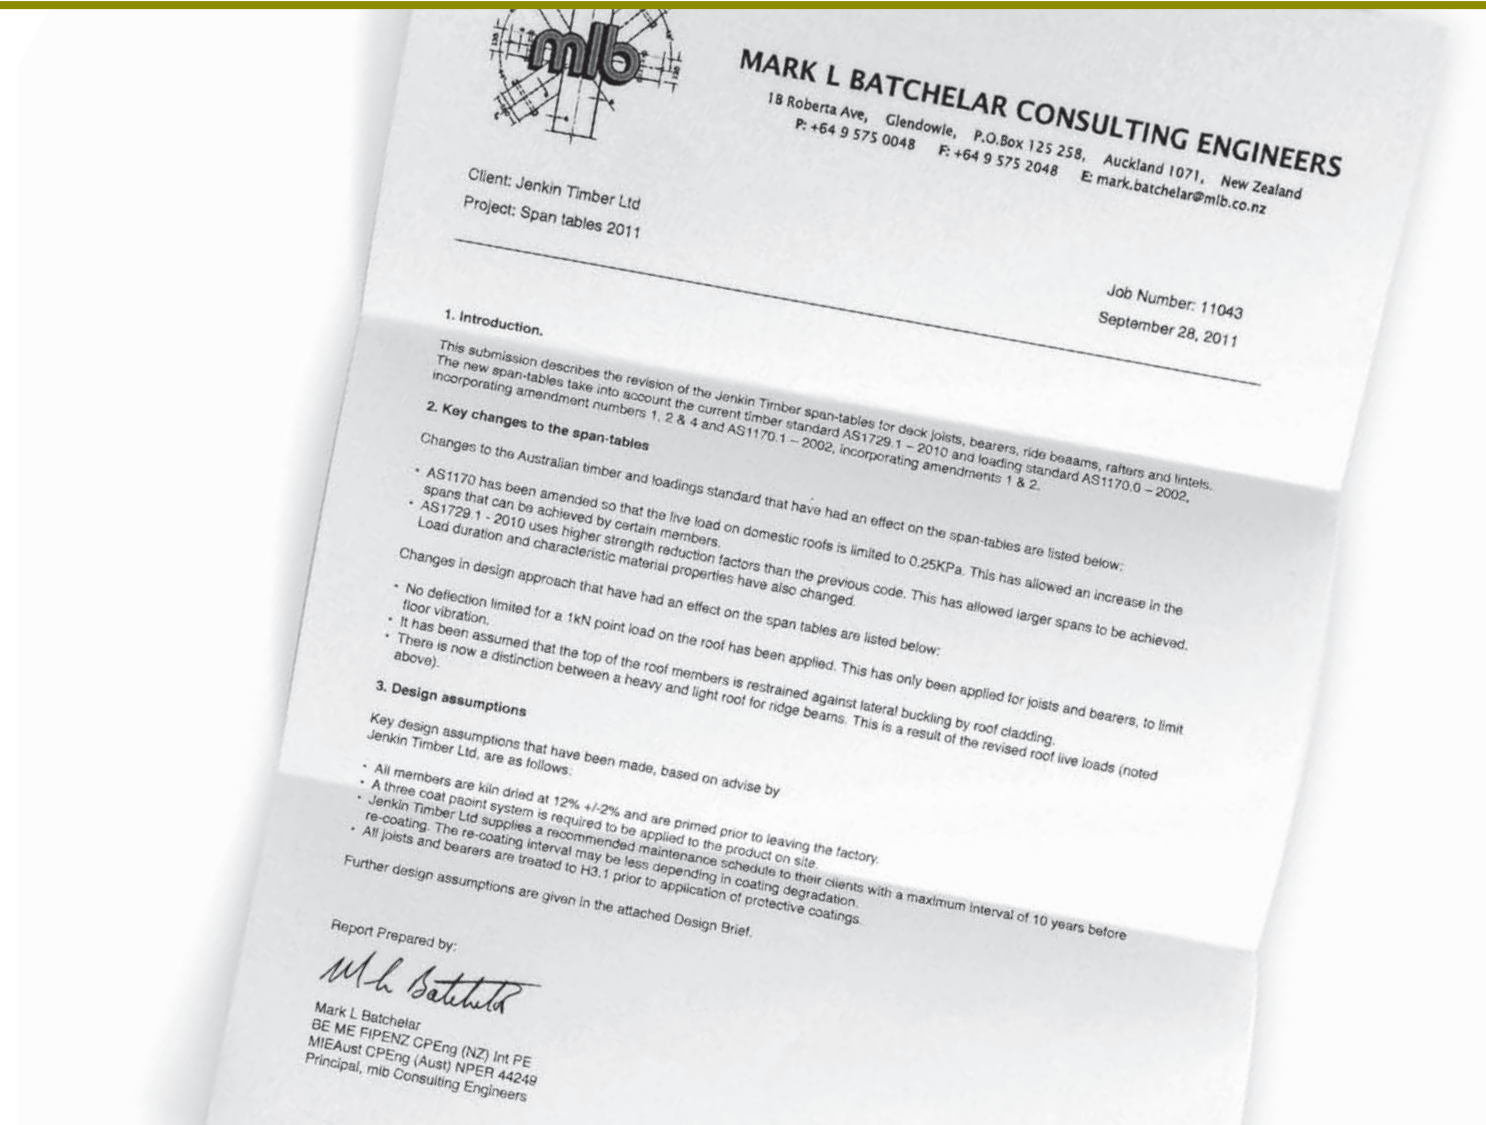 mlb
MARK L BATCHELAR CONSULTING ENGINEERS
18 Roberta Ave, Glendowie, P.O.Box 125 258, Auckland 1071, New Zealand
P: +64 9 575 0048 F: +64 9 575 2048 E: mark.batchelar@mlb.co.nz
Client: Jenkin Timber Ltd
Project: Span tables 2011
Job Number: 11043
September 28, 2011
1. Introduction.
This submission describes the revision of the Jenkin Timber span-tables for deck joists, bearers, ride beaams, rafters and lintels.
The new span-tables take into account the current timber standard AS1729.1 – 2010 and loading standard AS1170.0 – 2002,
incorporating amendment numbers 1, 2 & 4 and AS1170.1 – 2002, incorporating amendments 1 & 2.
2. Key changes to the span-tables
Changes to the Australian timber and loadings standard that have had an effect on the span-tables are listed below:
• AS1170 has been amended so that the live load on domestic roofs is limited to 0.25KPa. This has allowed an increase in the
spans that can be achieved by certain members.
• AS1729.1 - 2010 uses higher strength reduction factors than the previous code. This has allowed larger spans to be achieved.
Load duration and characteristic material properties have also changed.
Changes in design approach that have had an effect on the span tables are listed below:
• No deflection limited for a 1kN point load on the roof has been applied. This has only been applied for joists and bearers, to limit
floor vibration.
• It has been assumed that the top of the roof members is restrained against lateral buckling by roof cladding.
• There is now a distinction between a heavy and light roof for ridge beams. This is a result of the revised roof live loads (noted
above).
3. Design assumptions
Key design assumptions that have been made, based on advise by
Jenkin Timber Ltd, are as follows:
• All members are kiln dried at 12% +/-2% and are primed prior to leaving the factory.
• A three coat paoint system is required to be applied to the product on site.
• Jenkin Timber Ltd supplies a recommended maintenance schedule to their clients with a maximum interval of 10 years before
re-coating. The re-coating interval may be less depending in coating degradation.
• All joists and bearers are treated to H3.1 prior to application of protective coatings.
Further design assumptions are given in the attached Design Brief.
Report Prepared by:
M L Batchelar
Mark L Batchelar
BE ME FIPENZ CPEng (NZ) Int PE
MIEAust CPEng (Aust) NPER 44249
Principal, mlb Consulting Engineers